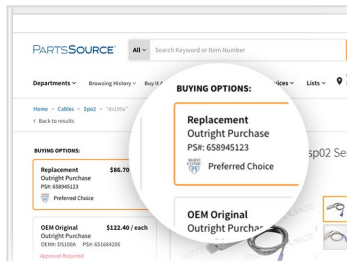 PARTSSOURCE
All
Search Keyword or Item Number
Departments
Browsing History
Buy It A
ices
Lists
Home > Cables > Spo2 > "ds100a"
< Back to results
BUYING OPTIONS:
Replacement $86.70
Outright Purchase
PS#: 658945123
Preferred Choice
OEM Original $122.40 / each
Outright Purchase
OEM#: DS100A PS#: 651684205
Approval Required
BUYING OPTIONS:
Replacement
Outright Purchase
PS#: 658945123
Preferred Choice
OEM Original
Outright Purchas
sp02 Se